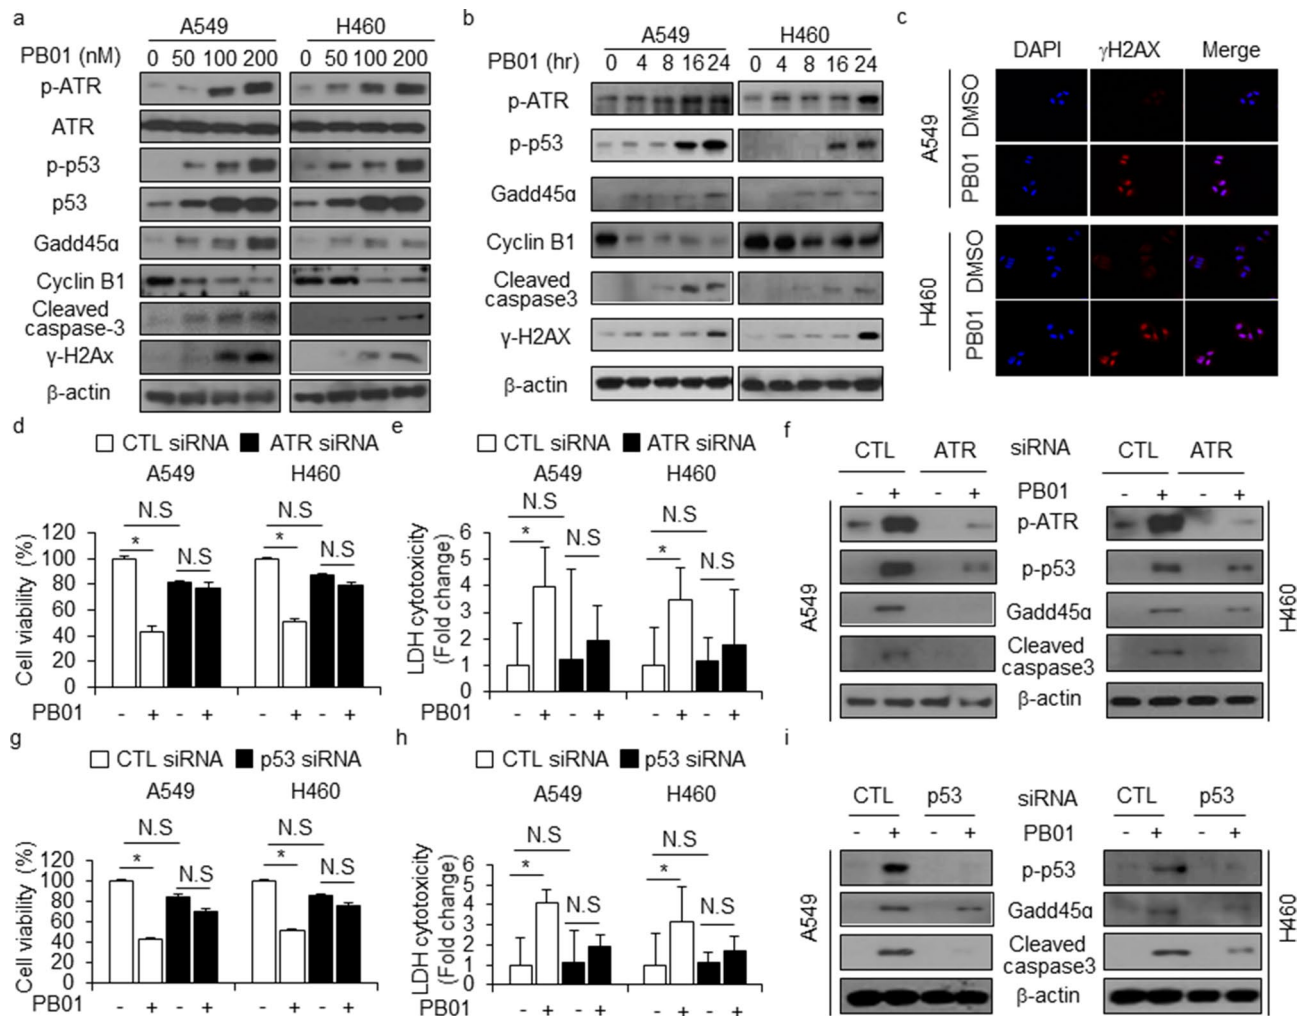 a
A549 H460
PB01 (nM) 0 50 100 200 0 50 100 200
p-ATR
ATR
p-p53
p53
Gadd45α
Cyclin B1
Cleaved
caspase-3
γ-H2Ax
β-actin
b
A549 H460
PB01 (hr) 0 4 8 16 24 0 4 8 16 24
p-ATR
p-p53
Gadd45α
Cyclin B1
Cleaved
caspase3
γ-H2AX
β-actin
c
DAPI γH2AX Merge
A549
DMSO
PB01
H460
DMSO
PB01
d
CTL siRNA ATR siRNA
A549 H460
N.S N.S
* N.S * N.S
Cell viability (%)
120
100
80
60
40
20
0
PB01 - + - + - + - +
e
CTL siRNA ATR siRNA
A549 H460
N.S N.S
* N.S * N.S
LDH cytotoxicity
(Fold change)
6
5
4
3
2
1
0
PB01 - + - + - + - +
f
CTL ATR siRNA CTL ATR
- + - + PB01 - + - +
A549
H460
p-ATR
p-p53
Gadd45α
Cleaved
caspase3
β-actin
g
CTL siRNA p53 siRNA
A549 H460
N.S N.S
* N.S * N.S
Cell viability (%)
120
100
80
60
40
20
0
PB01 - + - + - + - +
h
CTL siRNA p53 siRNA
A549 H460
N.S N.S
* N.S * N.S
LDH cytotoxicity
(Fold change)
6
5
4
3
2
1
0
PB01 - + - + - + - +
i
CTL p53 siRNA CTL p53
- + - + PB01 - + - +
A549
H460
p-p53
Gadd45α
Cleaved
caspase3
β-actin